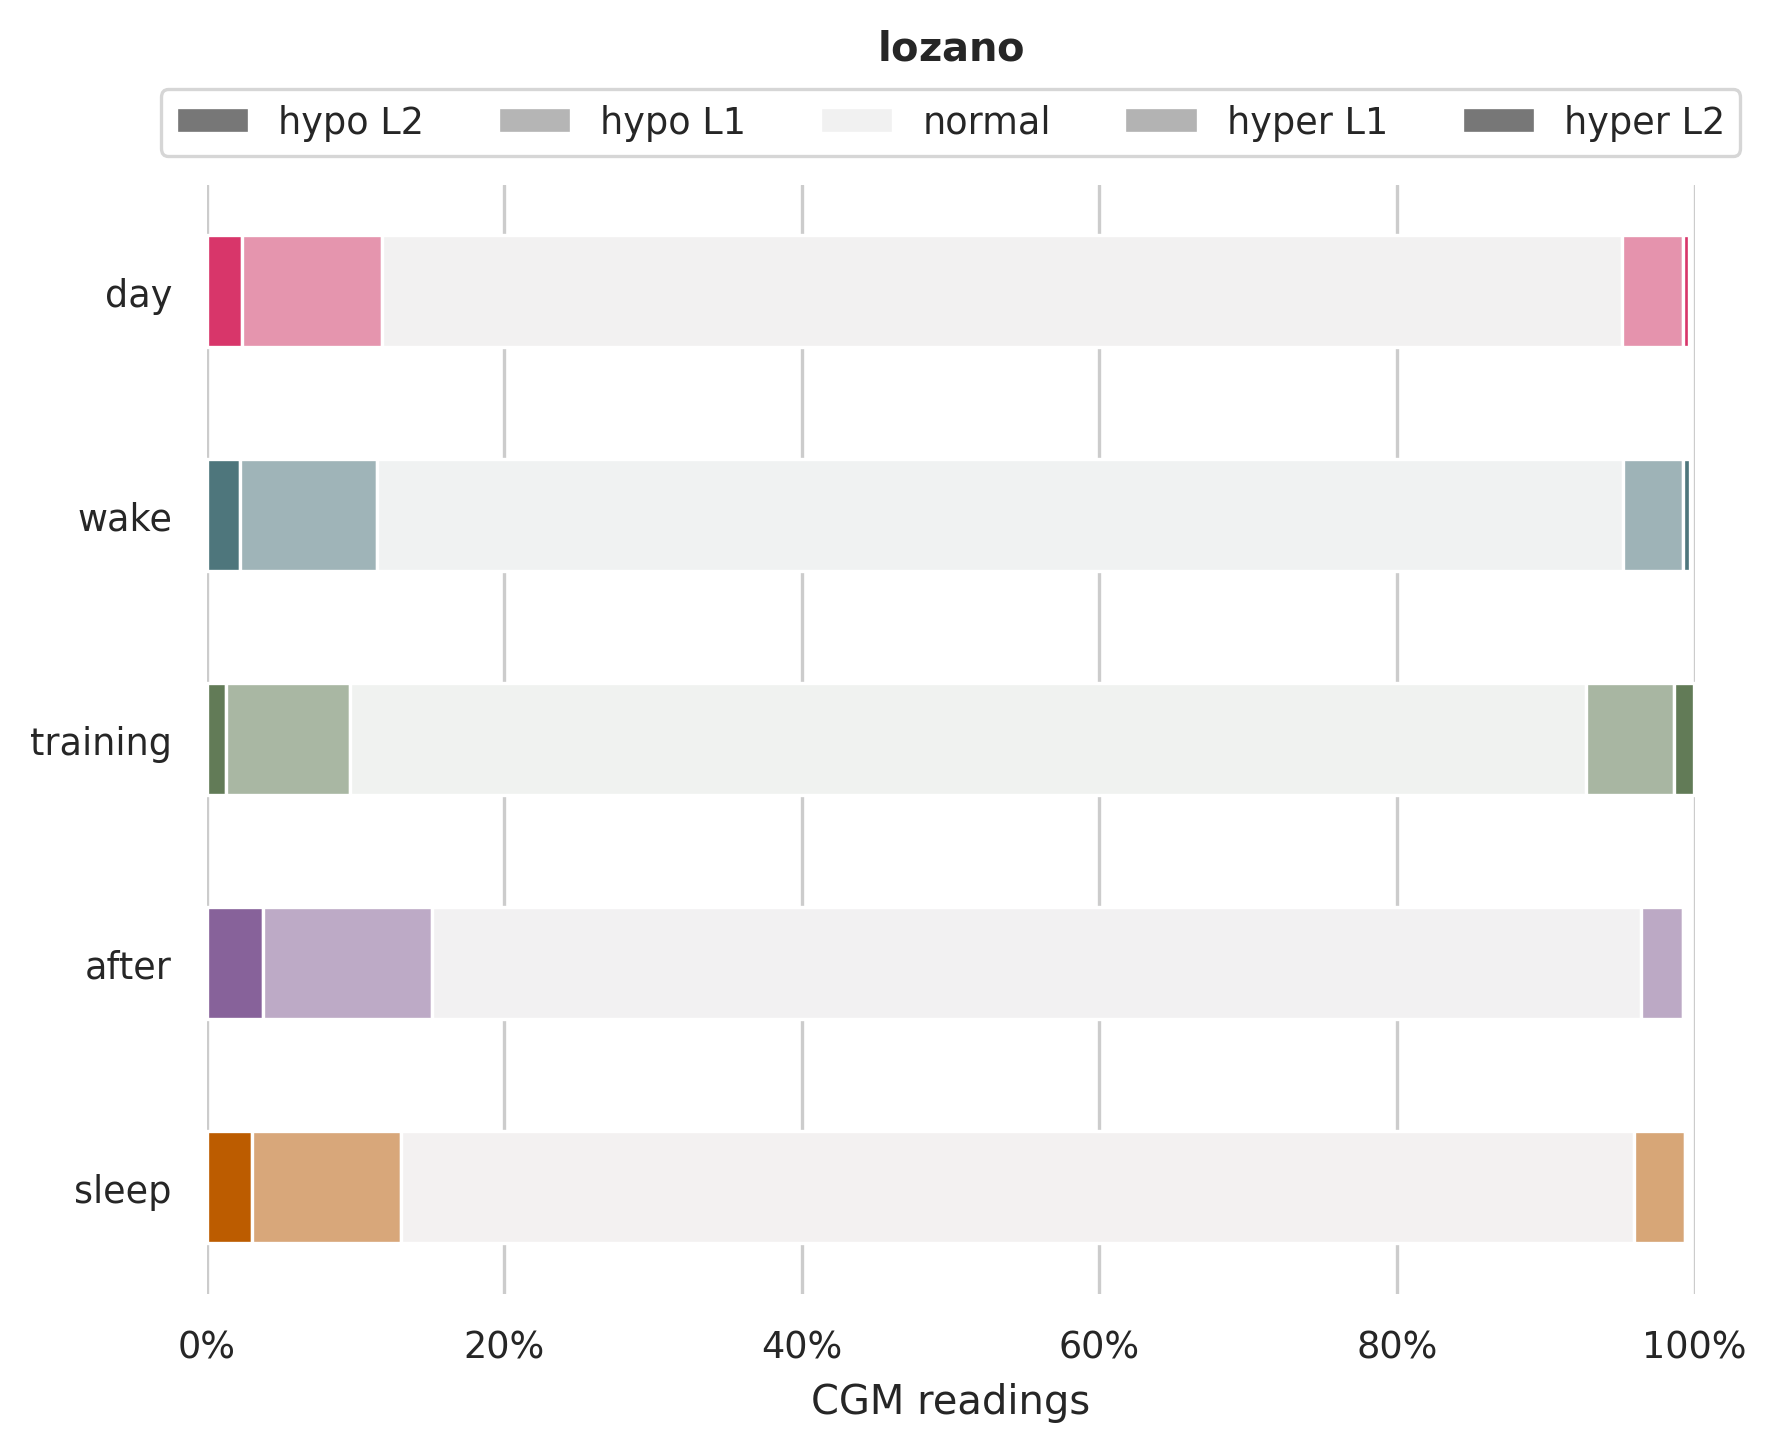 lozano
hypo L2 hypo L1 normal hyper L1 hyper L2
day
wake
training
after
sleep
0% 20% 40% 60% 80% 100%
CGM readings